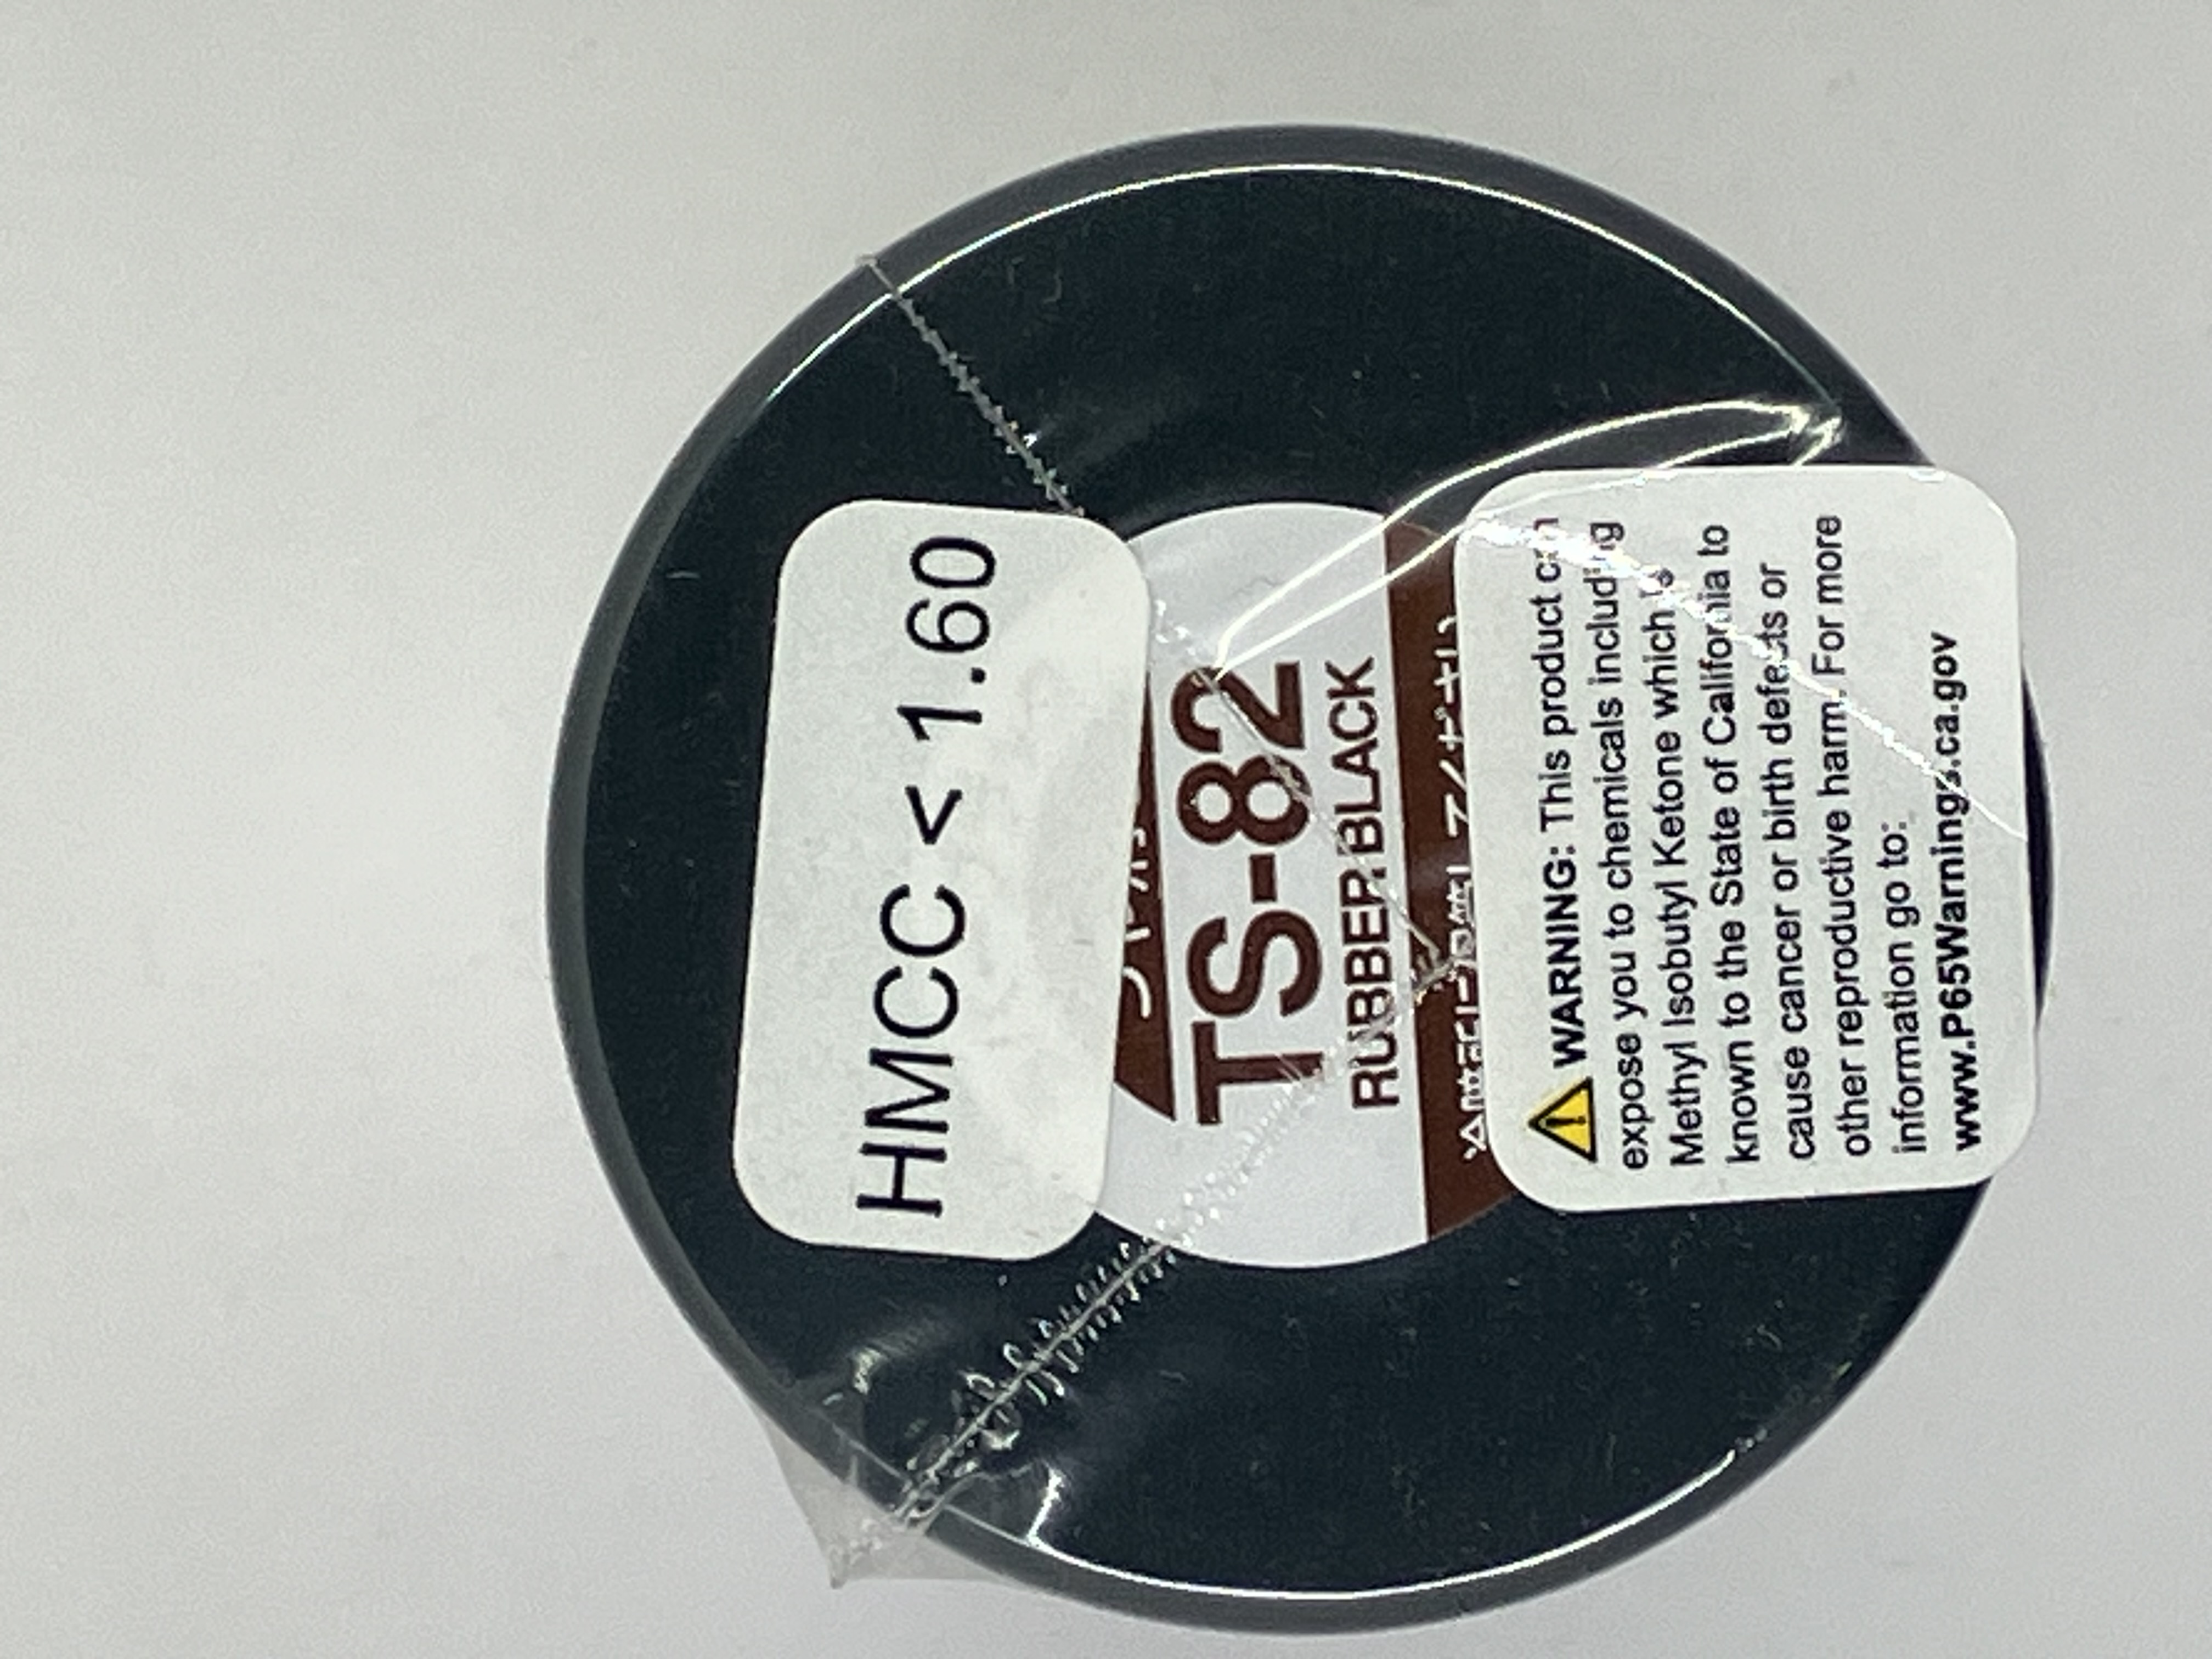 HMCC < 1.60
TS-82
RUBBER BLACK
WARNING: This product can
expose you to chemicals including
Methyl Isobutyl Ketone which is
known to the State of California to
cause cancer or birth defects or
other reproductive harm. For more
information go to:
www.P65Warnings.ca.gov